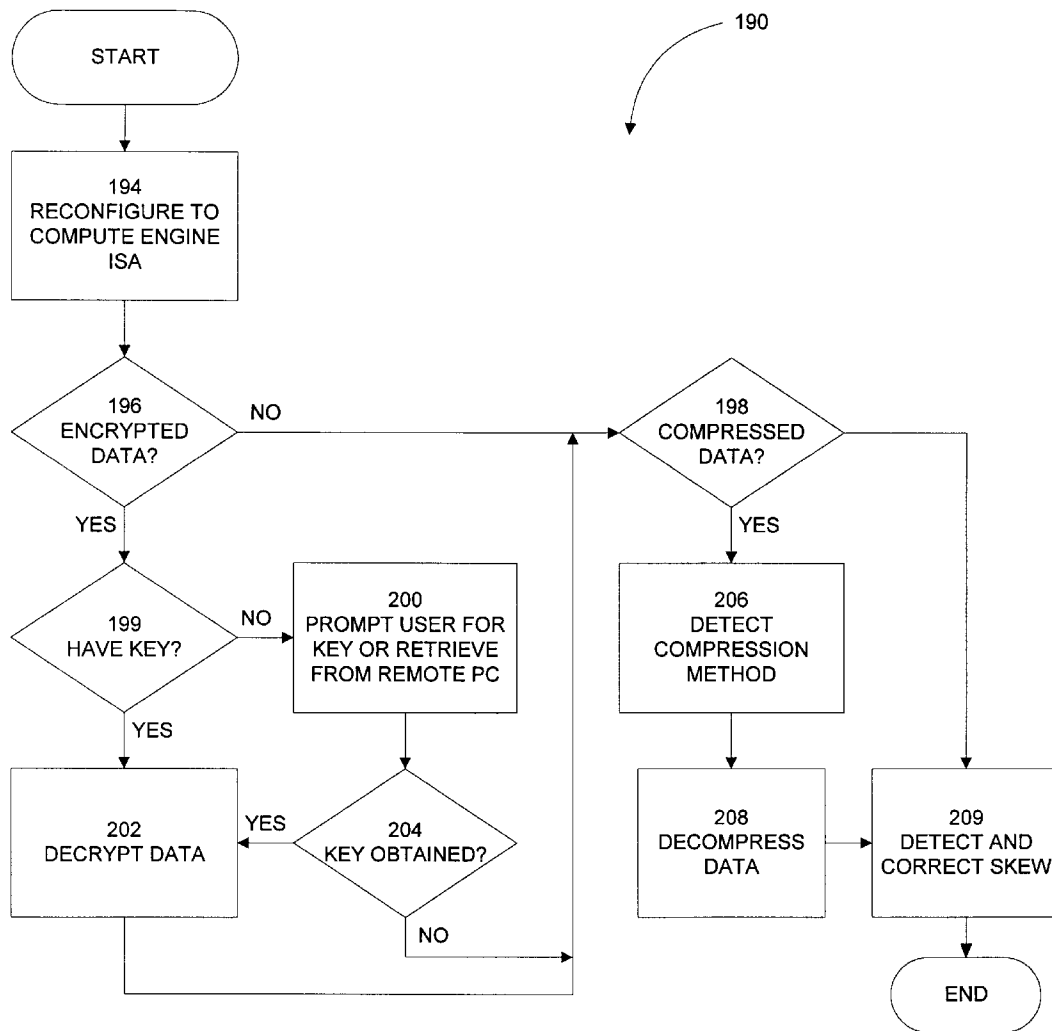 START
190
194
RECONFIGURE TO
COMPUTE ENGINE
ISA
196
ENCRYPTED
DATA?
NO
198
COMPRESSED
DATA?
YES
YES
199
HAVE KEY?
NO
200
PROMPT USER FOR
KEY OR RETRIEVE
FROM REMOTE PC
206
DETECT
COMPRESSION
METHOD
YES
202
DECRYPT DATA
YES
204
KEY OBTAINED?
NO
208
DECOMPRESS
DATA
209
DETECT AND
CORRECT SKEW
END